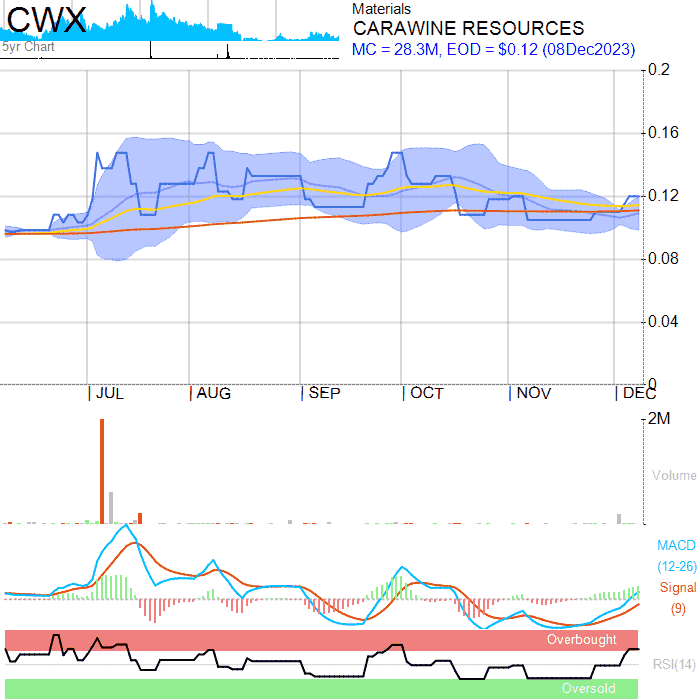 CWX
5yr Chart
Materials
CARAWINE RESOURCES
MC = 28.3M, EOD = $0.12 (08Dec2023)
0.2
0.16
0.12
0.08
0.04
0
JUL AUG SEP OCT NOV DEC
2M
Volume
MACD
(12-26)
Signal
(9)
Overbought
RSI(14)
Oversold